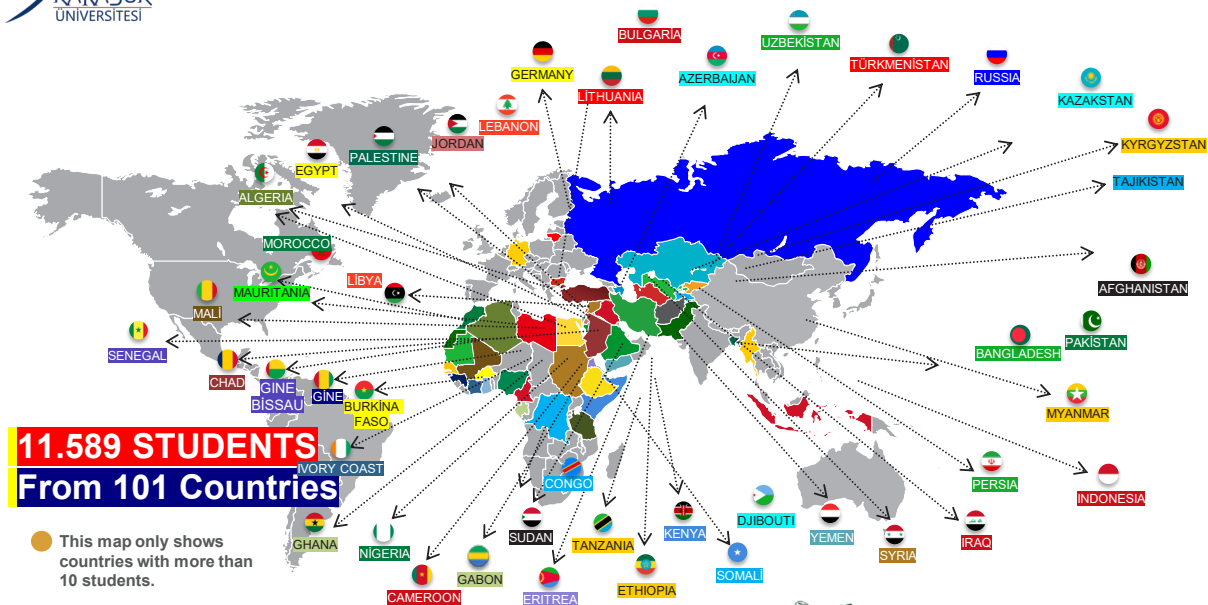 ÜNİVERSİTESİ
BULGARİA
UZBEKİSTAN
TÜRKMENİSTAN
GERMANY
AZERBAIJAN
RUSSIA
LİTHUANIA
KAZAKSTAN
LEBANON
JORDAN
KYRGYZSTAN
PALESTINE
EGYPT
TAJIKISTAN
ALGERIA
MOROCCO
LİBYA
AFGHANISTAN
MAURITANIA
MALİ
SENEGAL
PAKİSTAN
BANGLADESH
CHAD
GINE
BİSSAU
GİNE
BURKİNA
FASO
MYANMAR
11.589 STUDENTS
From 101 Countries
IVORY COAST
CONGO
PERSIA
INDONESIA
This map only shows
countries with more than
10 students.
GHANA
NİGERIA
SUDAN
TANZANIA
KENYA
DJIBOUTI
YEMEN
SYRIA
IRAQ
GABON
CAMEROON
ERITREA
ETHIOPIA
SOMALİ